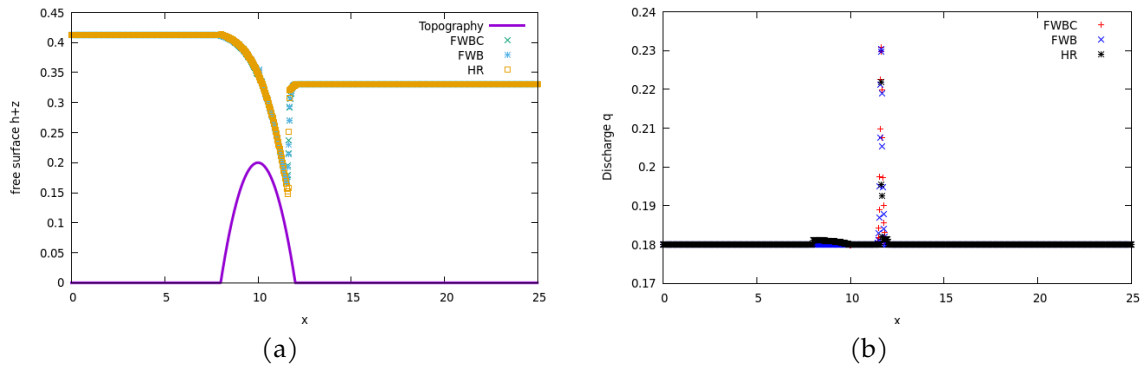 0.45
0.4
0.35
0.3
0.25
0.2
0.15
0.1
0.05
0
0 5 10 15 20 25
free surface h+z
x
Topography
FWBC
FWB
HR
(a)
0.24
0.23
0.22
0.21
0.2
0.19
0.18
0.17
0 5 10 15 20 25
Discharge q
x
FWBC
FWB
HR
(b)